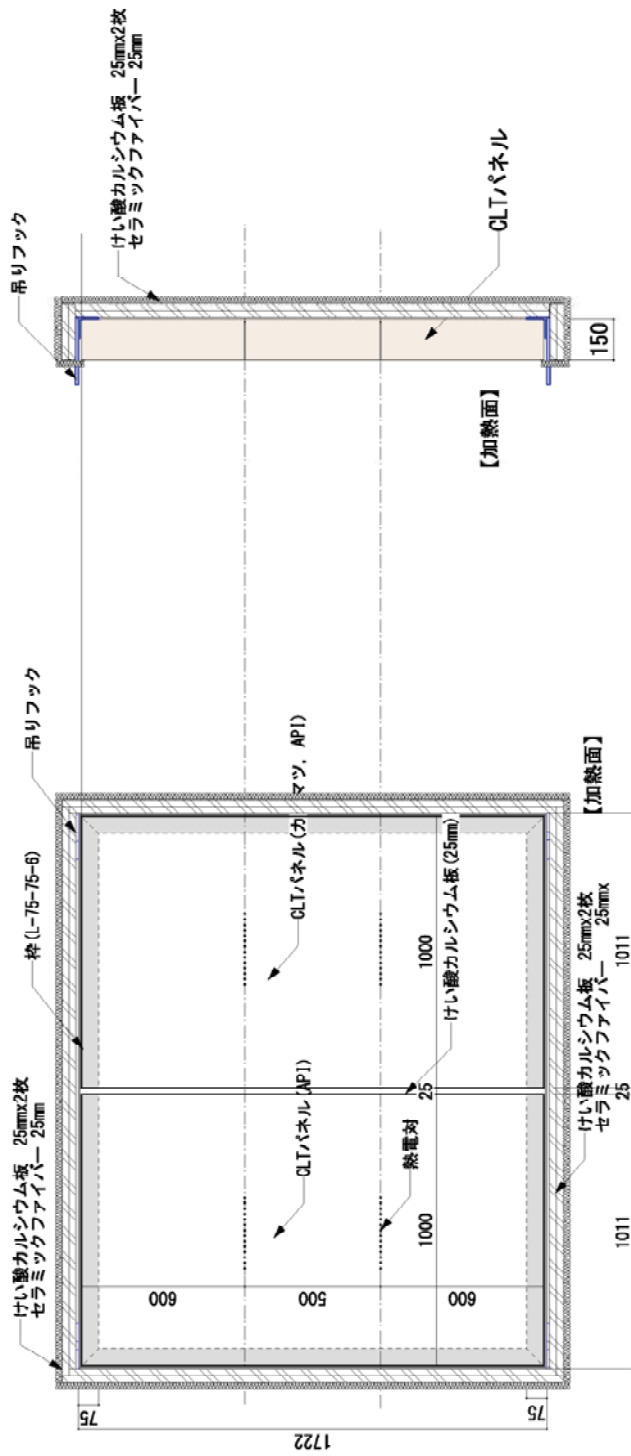 けい酸カルシウム板 25mmx2枚
セラミックファイバー 25mm
枠(L-75-75-6)
吊りフック
75
1722
75
600
500
600
CLTパネル(API)
CLTパネル(カ
マツ, API)
熱電対
1000
25
1000
けい酸カルシウム板(25mm)
けい酸カルシウム板 25mmx2枚
セラミックファイバー 25mmx
【加熱面】
1011
25
1011
吊りフック
けい酸カルシウム板 25mmx2枚
セラミックファイバー 25mm
CLTパネル
【加熱面】
150